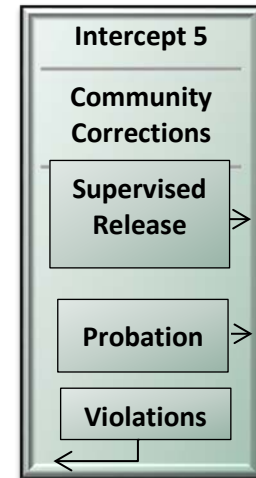 Intercept 5
Community
Corrections
Supervised
Release
Probation
Violations